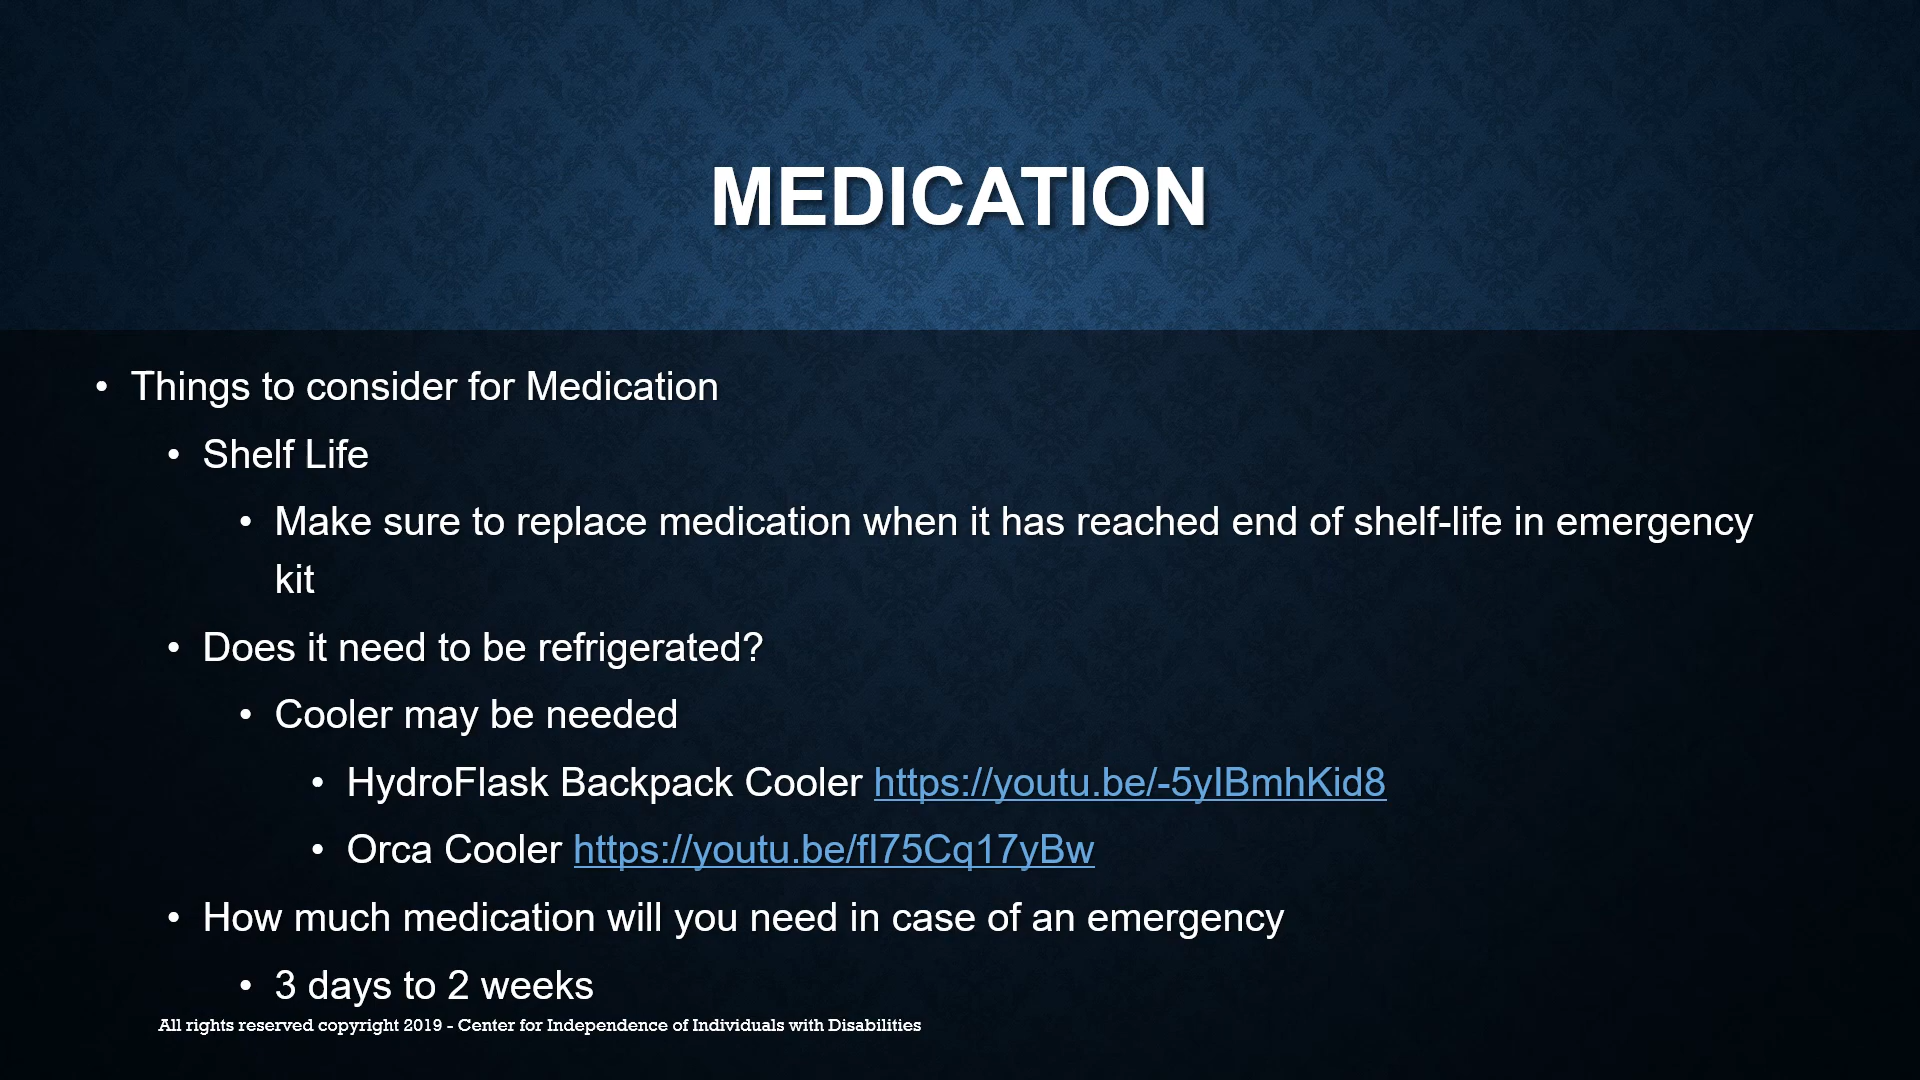 MEDICATION
• Things to consider for Medication
• Shelf Life
• Make sure to replace medication when it has reached end of shelf-life in emergency
kit
• Does it need to be refrigerated?
• Cooler may be needed
• HydroFlask Backpack Cooler https://youtu.be/-5yIBmhKid8
• Orca Cooler https://youtu.be/fI75Cq17yBw
• How much medication will you need in case of an emergency
• 3 days to 2 weeks
All rights reserved copyright 2019 - Center for Independence of Individuals with Disabilities